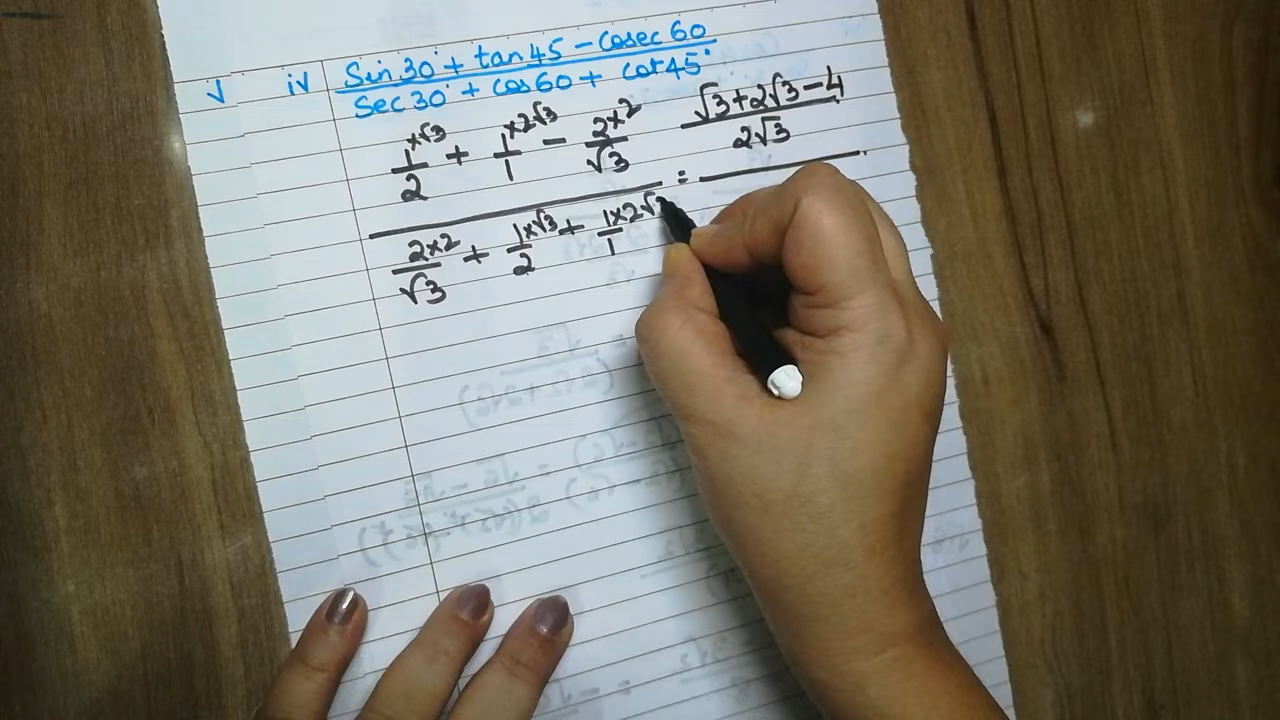 iv Sin 30° + tan 45 - cosec 60
Sec 30° + cos 60 + cot 45°
1×√3/2 + 1×2√3/1 - 2×2/√3 = √3+2√3-4/2√3
2×2/√3 + 1×√3/2 + 1×2√3/1